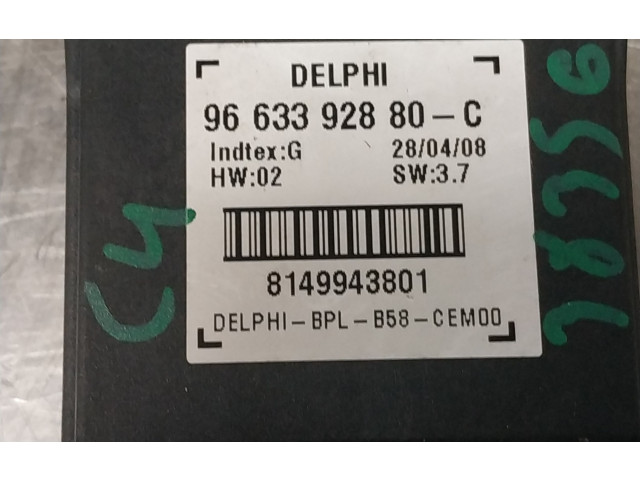 DELPHI
96 633 928 80-C
Indtex:G 28/04/08
HW:02 SW:3.7
8149943801
DELPHI-BPL-B58-CEM00
C4